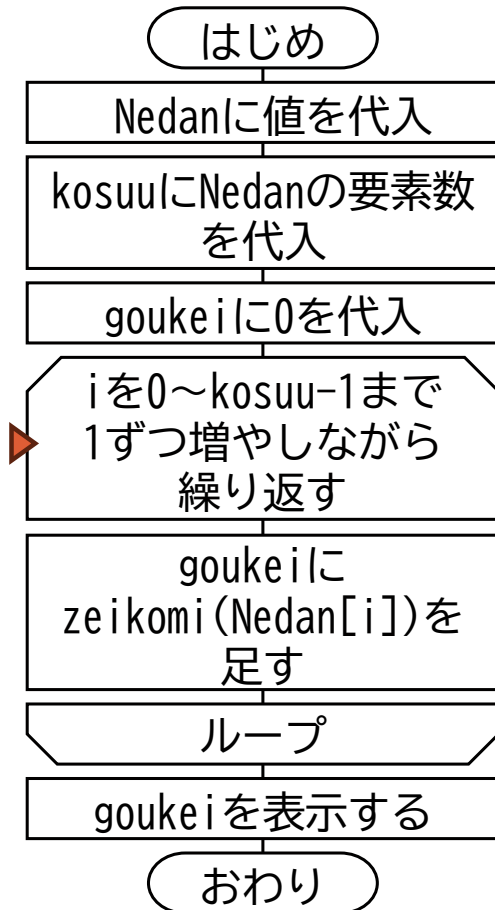 はじめ
Nedanに値を代入
kosuuにNedanの要素数
を代入
goukeiに0を代入
iを0～kosuu-1まで
1ずつ増やしながら
繰り返す
goukeiに
zeikomi(Nedan[i])を
足す
ループ
goukeiを表示する
おわり